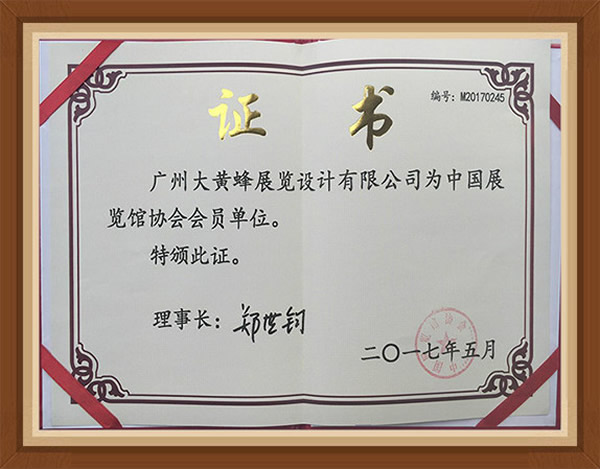 编号：M20170245
证 书
广州大黄蜂展览设计有限公司为中国展
览馆协会会员单位。
特颁此证。
理事长：郑世钧
二〇一七年五月